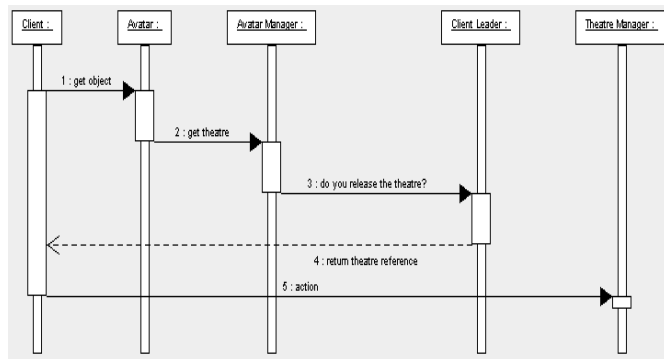 Client :
Avatar :
Avatar Manager :
Client Leader :
Theatre Manager :
1 : get object
2 : get theatre
3 : do you release the theatre?
4 : return theatre reference
5 : action